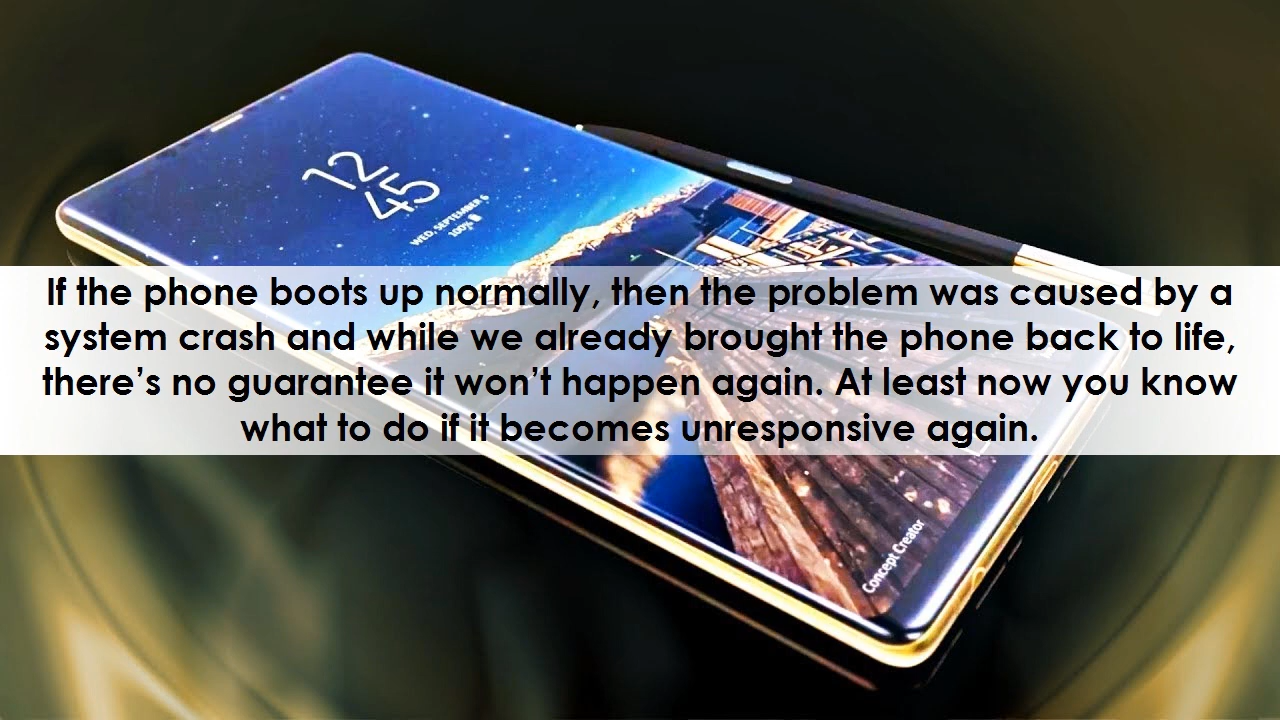 12
45
WED, SEPTEMBER 6
100%
If the phone boots up normally, then the problem was caused by a
system crash and while we already brought the phone back to life,
there’s no guarantee it won’t happen again. At least now you know
what to do if it becomes unresponsive again.
Concept Creator